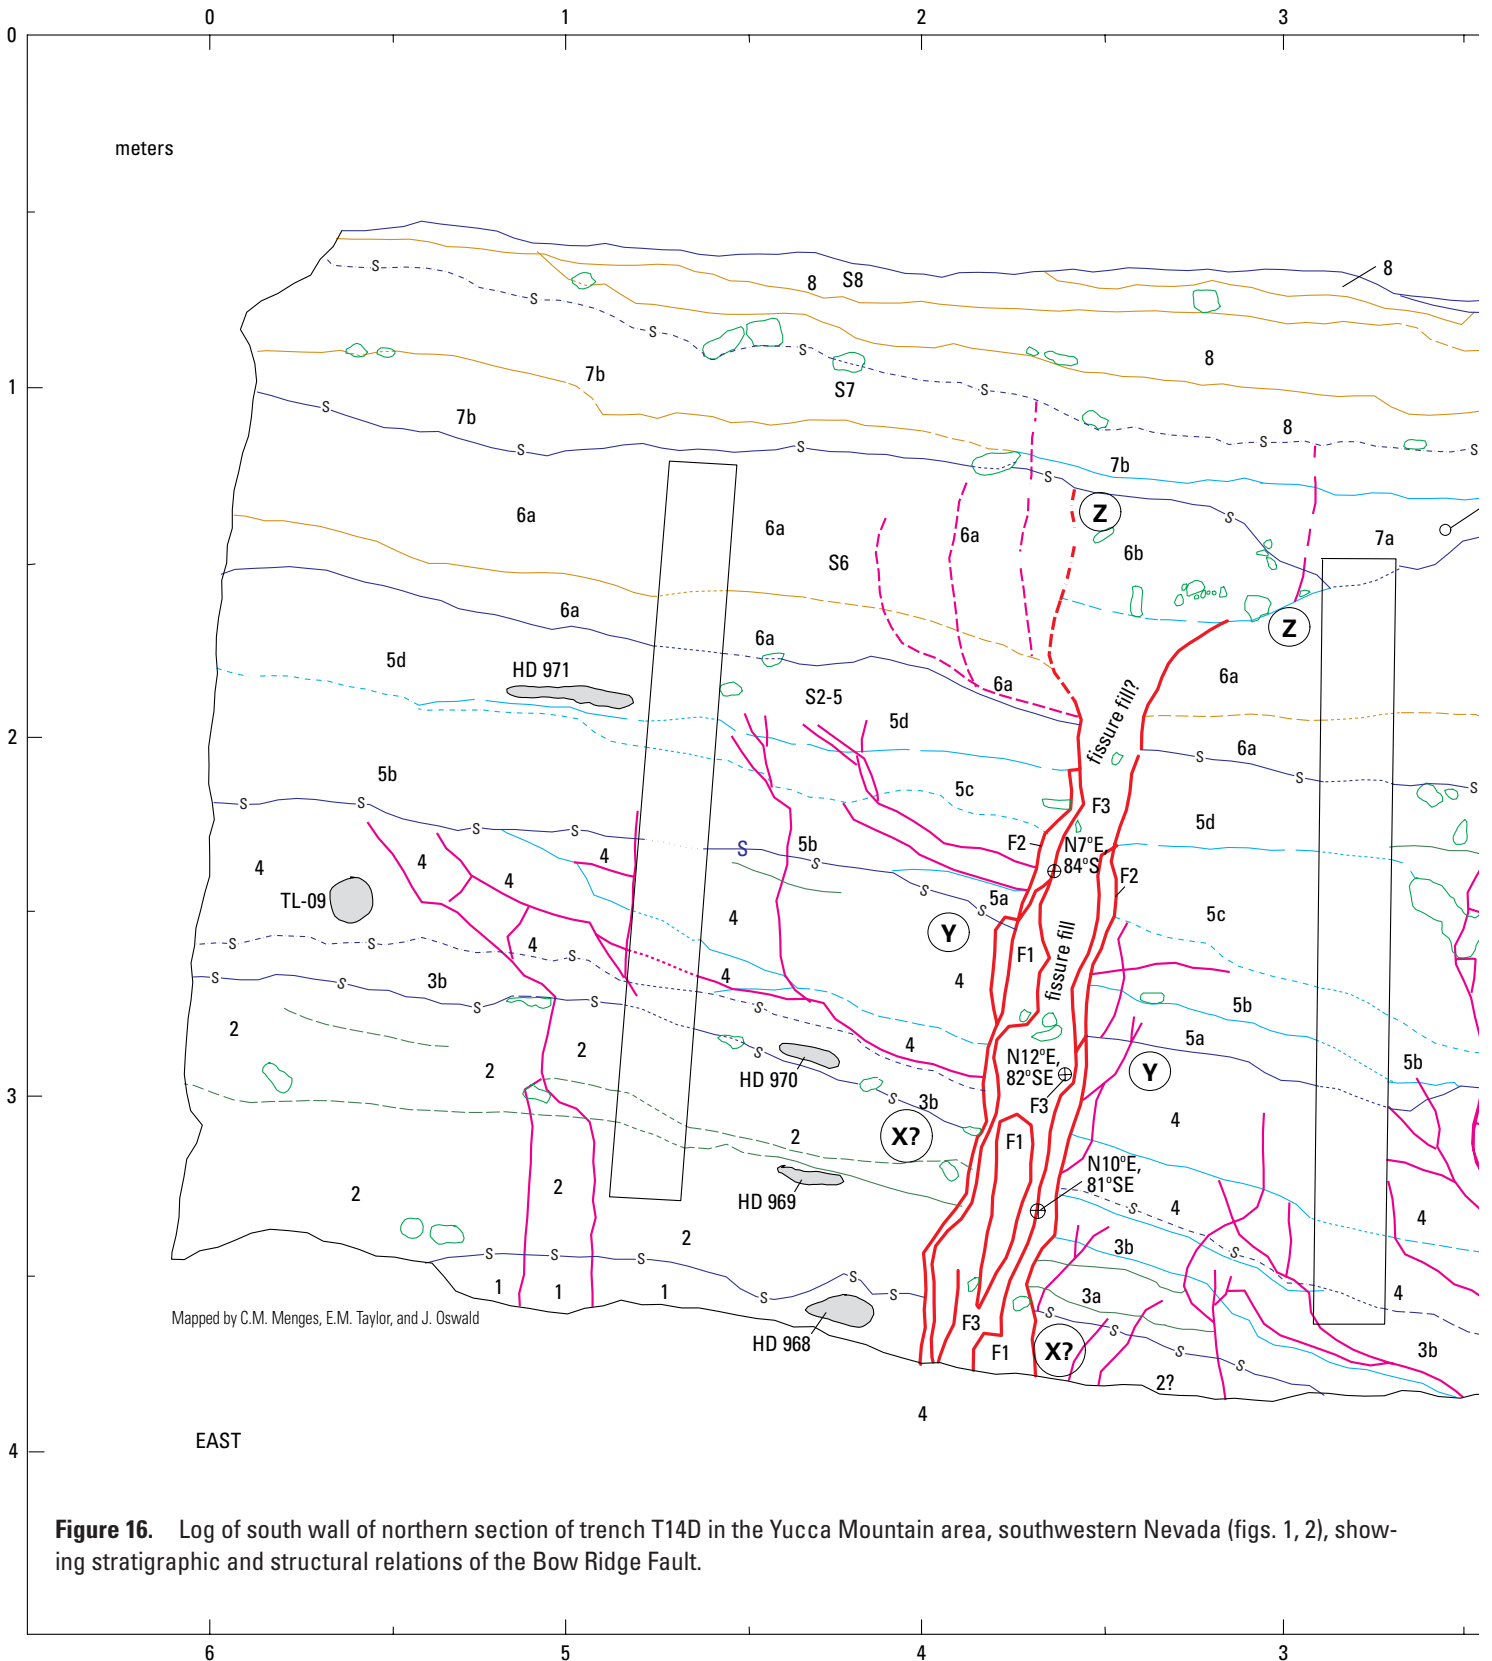 0 1 2 3
0
meters
8
8 S8
8
7b S7
1
7b 8
7b
Z
6a 6a 6a 6b 7a
S6
6a Z
6a
5d HD 971 6a 6a
S2-5 fissure fill?
2 5d 6a
5b 5c
F3 5d
F2 N7°E,
84°S
4 4 4 S 5b F2
4
TL-09 5a
4 5c
Y
4 F1 fissure fill
3b 4 4 5b
2 5a
2 4 N12°E,
82°SE Y 5b
2 HD 970
F3
3b 4
X?
2 F1
N10°E,
81°SE
2 2 HD 969 4 4
2 3b
1 1 1 3a 4
Mapped by C.M. Menges, E.M. Taylor, and J. Oswald
F3
HD 968 F1 X? 3b
2?
4
EAST
4
Figure 16. Log of south wall of northern section of trench T14D in the Yucca Mountain area, southwestern Nevada (figs. 1, 2), show-
ing stratigraphic and structural relations of the Bow Ridge Fault.
3
6 5 4 3